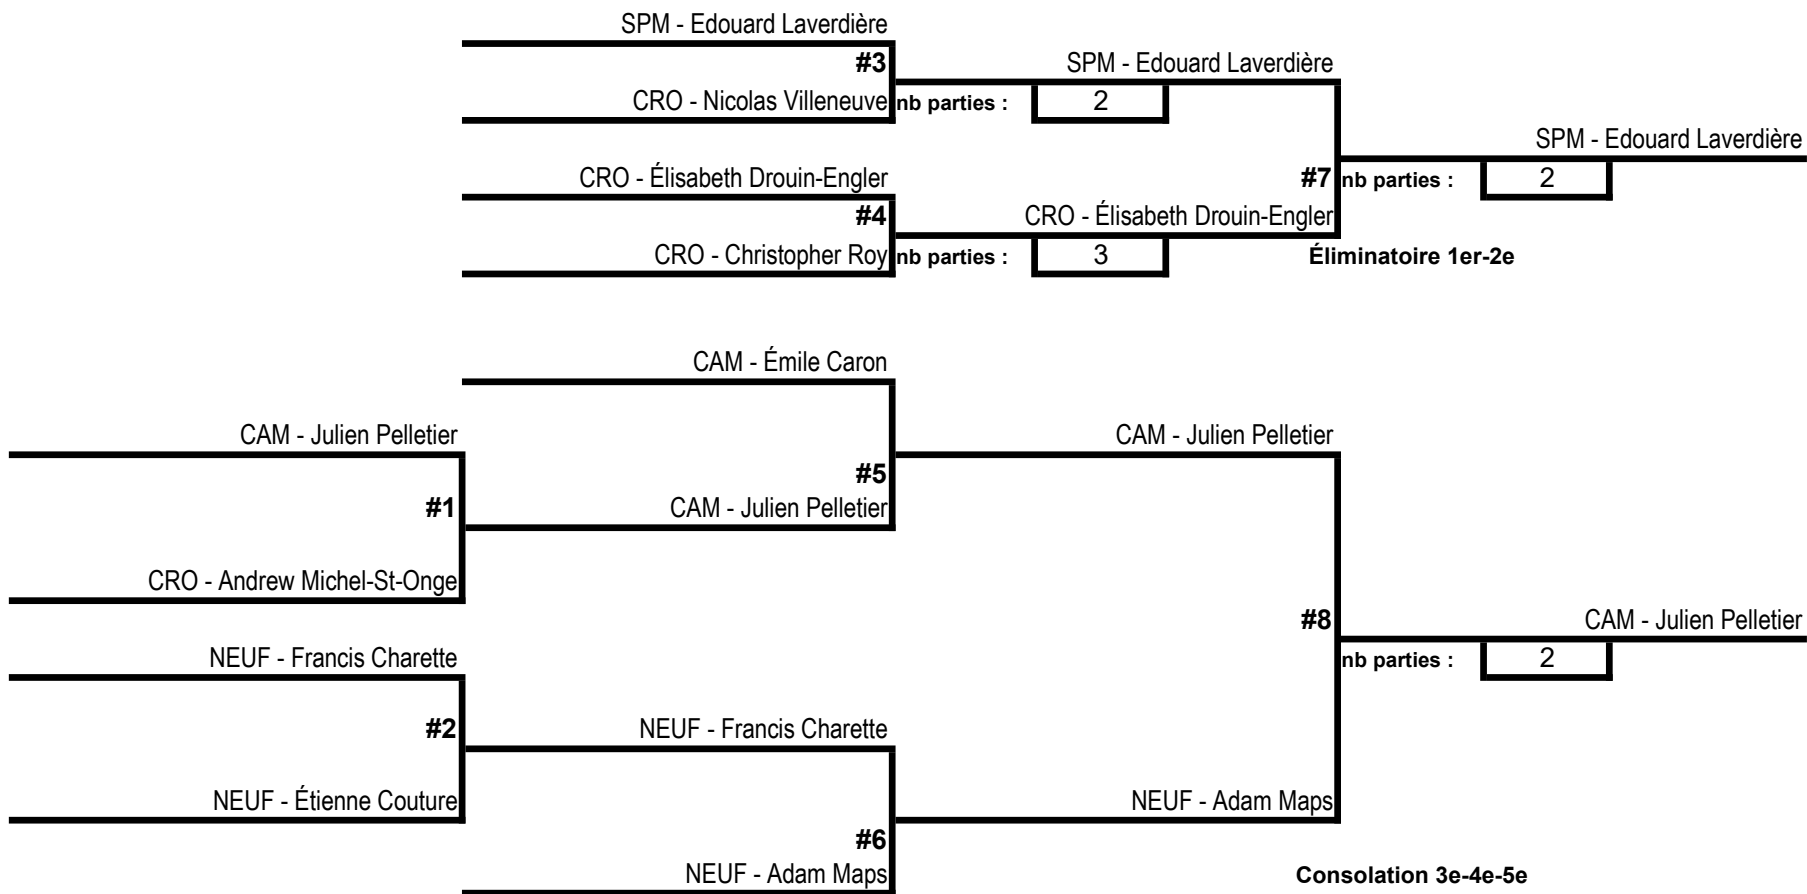 SPM - Edouard Laverdière
#3
SPM - Edouard Laverdière
CRO - Nicolas Villeneuve
nb parties :
2
SPM - Edouard Laverdière
CRO - Élisabeth Drouin-Engler
#7
nb parties :
2
#4
CRO - Élisabeth Drouin-Engler
CRO - Christopher Roy
nb parties :
3
Éliminatoire 1er-2e
CAM - Émile Caron
CAM - Julien Pelletier
CAM - Julien Pelletier
#5
#1
CAM - Julien Pelletier
CRO - Andrew Michel-St-Onge
#8
CAM - Julien Pelletier
NEUF - Francis Charette
nb parties :
2
#2
NEUF - Francis Charette
NEUF - Étienne Couture
NEUF - Adam Maps
#6
NEUF - Adam Maps
Consolation 3e-4e-5e